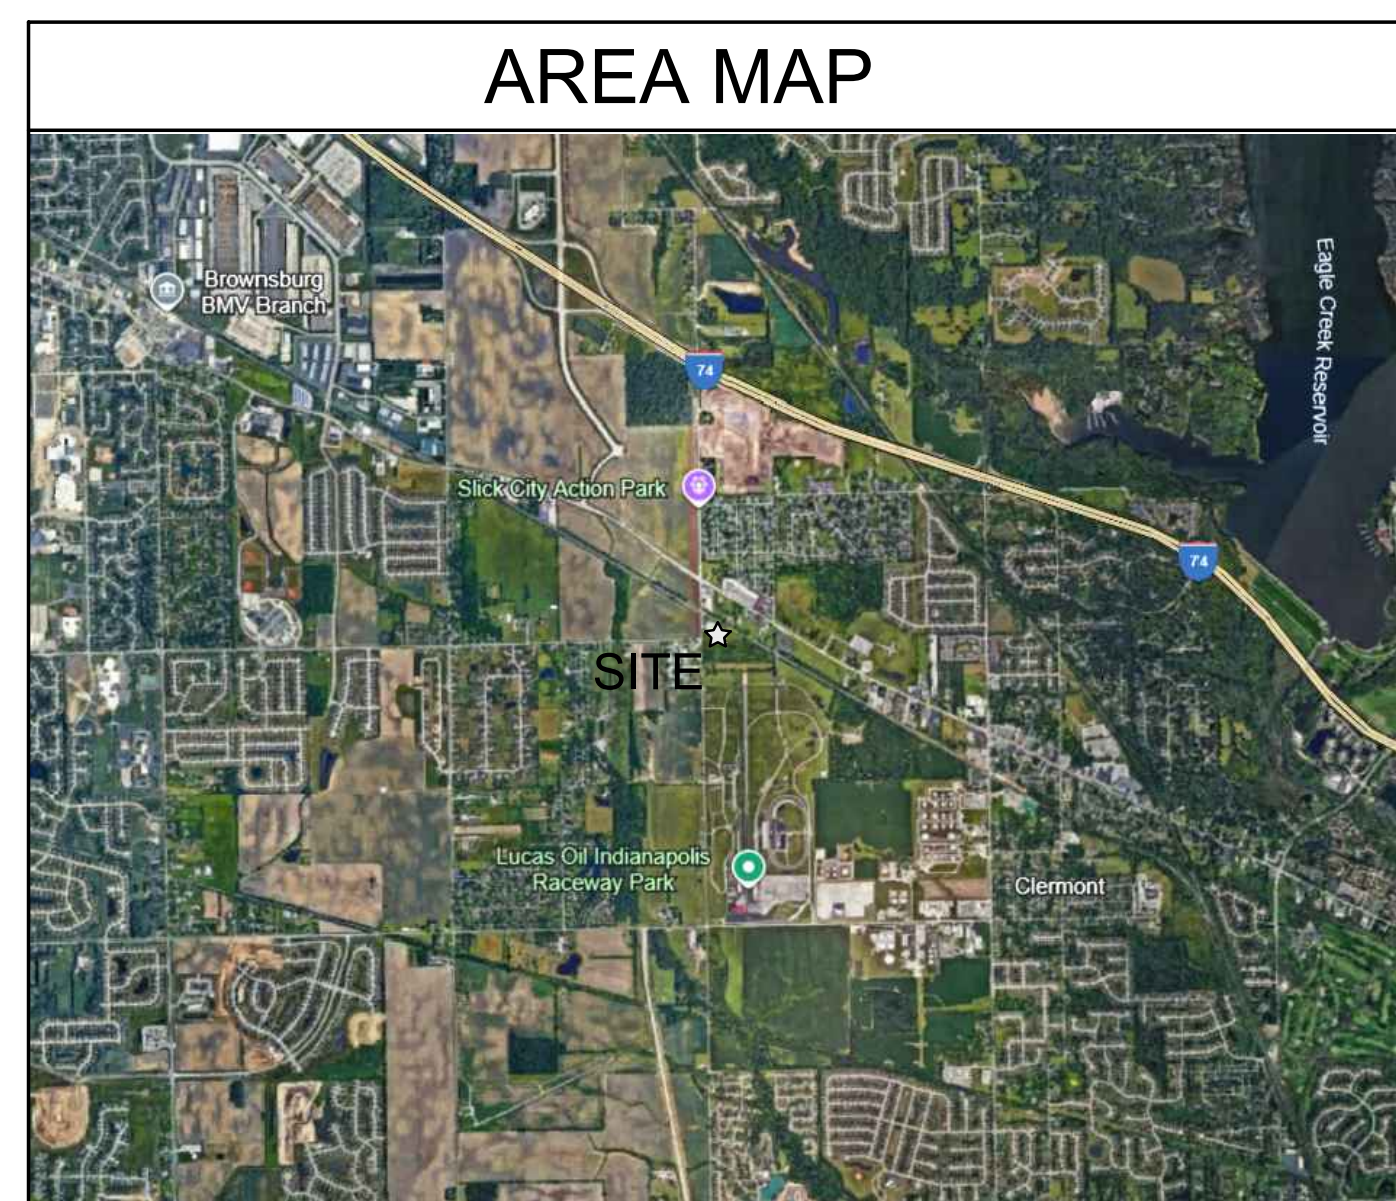 AREA MAP
Brownsburg
BMV Branch
Eagle Creek Reservoir
74
Slick City Action Park
74
SITE
Lucas Oil Indianapolis
Raceway Park
Clermont